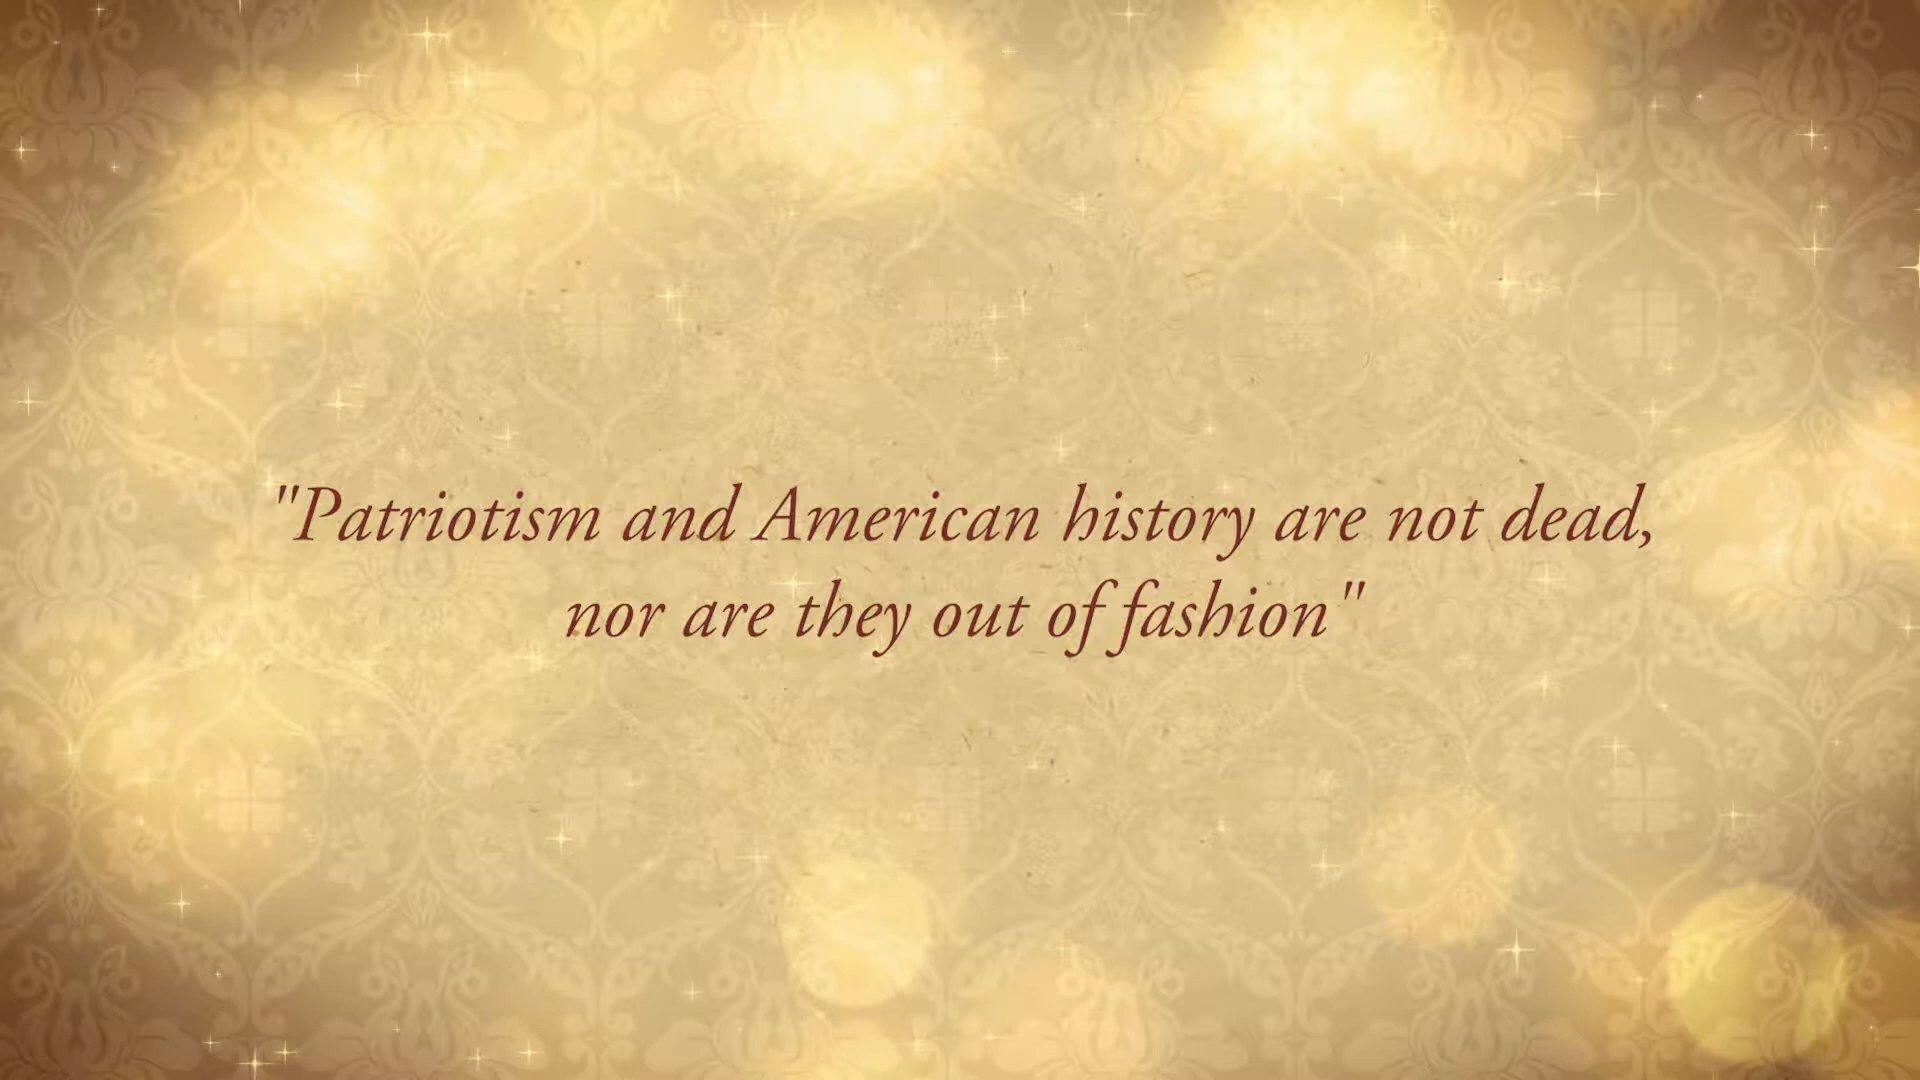 "Patriotism and American history are not dead,
nor are they out of fashion"